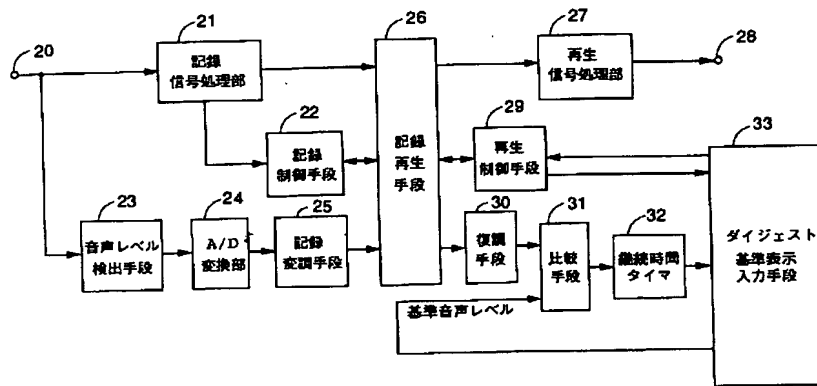 20
21
記録
信号処理部
26
27
再生
信号処理部
28
22
記録
制御手段
記録
再生
手段
29
再生
制御手段
33
23
音声レベル
検出手段
24
A/D
変換部
25
記録
変調手段
30
復調
手段
31
比較
手段
32
継続時間
タイマ
ダイジェスト
基準表示
入力手段
基準音声レベル